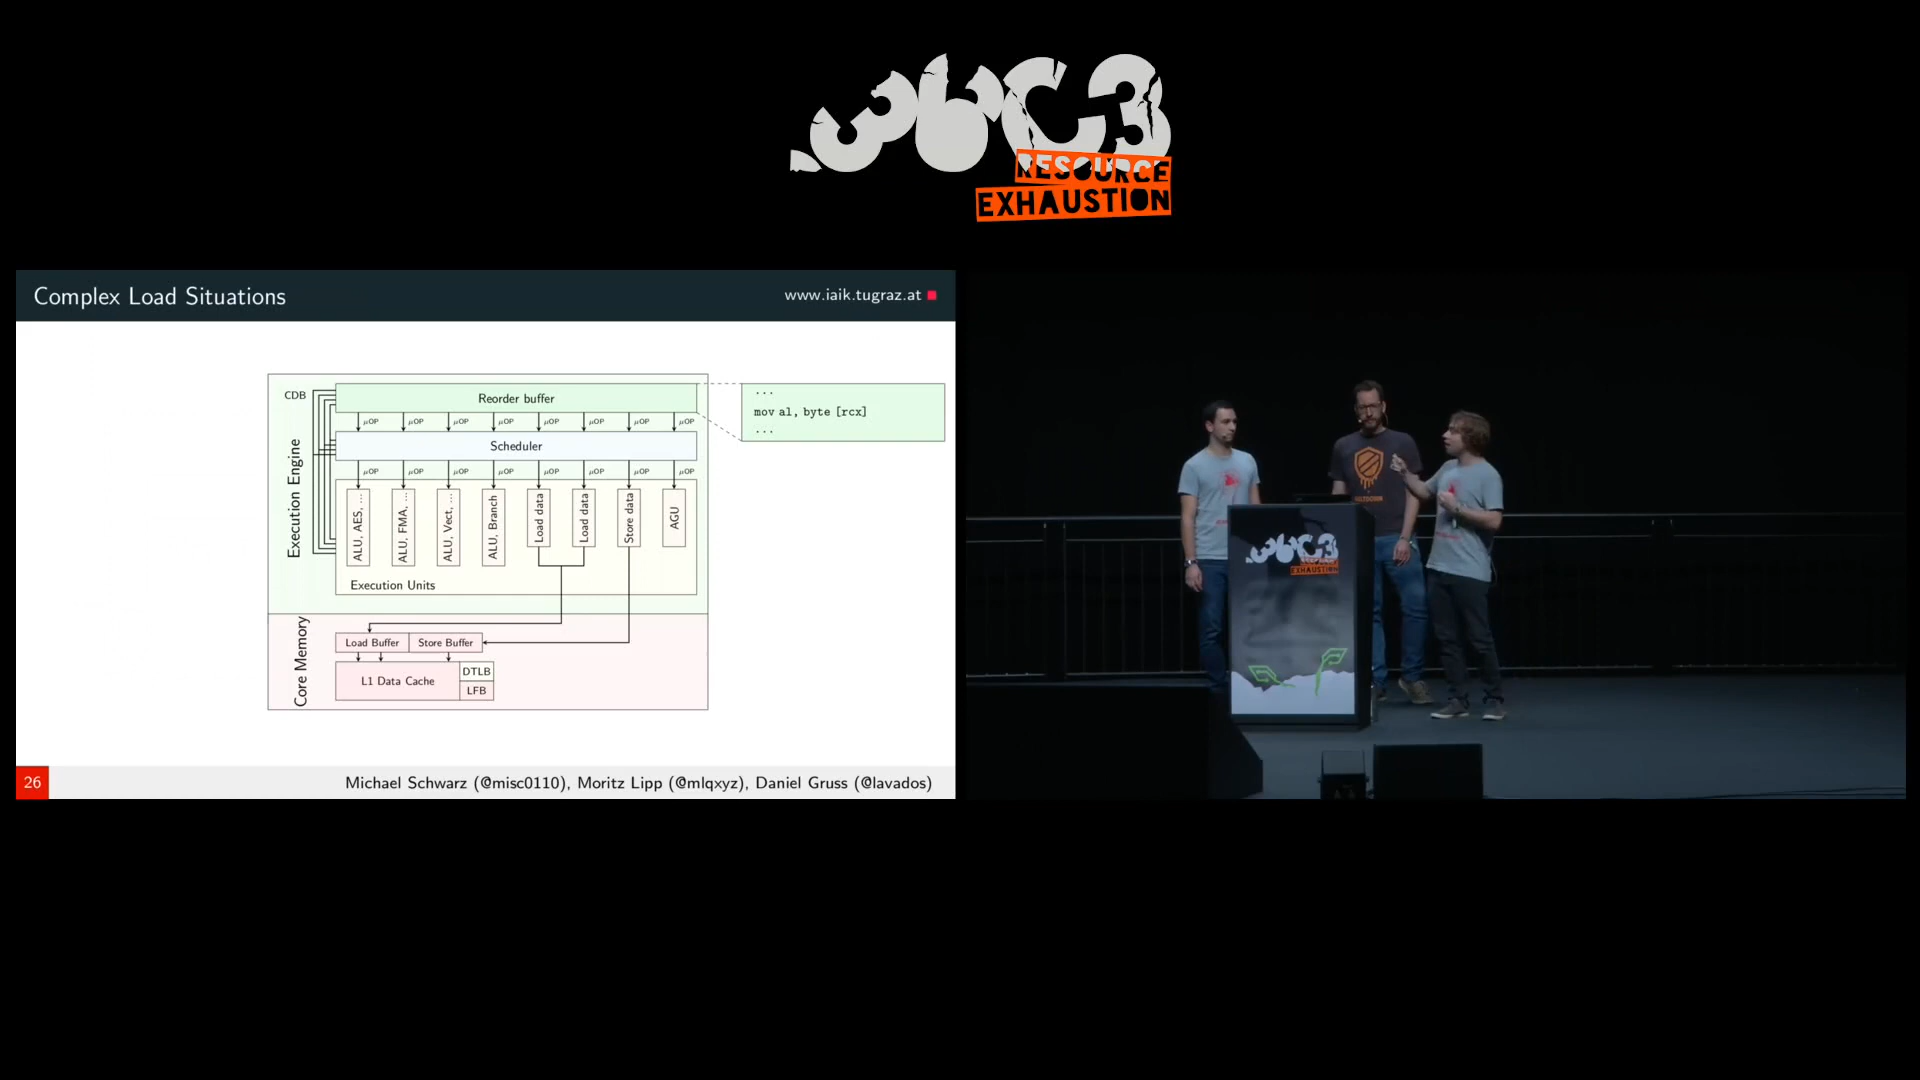 36C3
RESOURCE
EXHAUSTION
Complex Load Situations
www.iaik.tugraz.at
CDB
Reorder buffer
μOP μOP μOP μOP μOP μOP μOP μOP
Scheduler
μOP μOP μOP μOP μOP μOP μOP μOP
Execution Engine
ALU, AES, ...
ALU, FMA, ...
ALU, Vect, ...
ALU, Branch
Load data
Load data
Store data
AGU
Execution Units
...
mov al, byte [rcx]
...
Core Memory
Load Buffer
Store Buffer
L1 Data Cache
DTLB
LFB
26
Michael Schwarz (@misc0110), Moritz Lipp (@mlqxyz), Daniel Gruss (@lavados)
36C3
EXHAUSTION